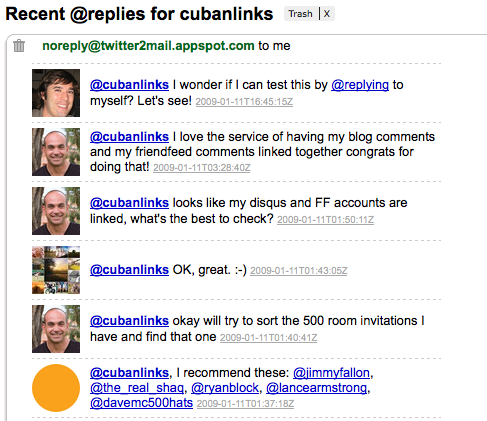 Recent @replies for cubanlinks Trash X
noreply@twitter2mail.appspot.com to me
@cubanlinks I wonder if I can test this by @replying to
myself? Let's see! 2009-01-11T16:45:15Z
@cubanlinks I love the service of having my blog comments
and my friendfeed comments linked together congrats for
doing that! 2009-01-11T03:28:40Z
@cubanlinks looks like my disqus and FF accounts are
linked, what's the best to check? 2009-01-11T01:50:11Z
@cubanlinks OK, great. :-) 2009-01-11T01:43:05Z
@cubanlinks okay will try to sort the 500 room invitations I
have and find that one 2009-01-11T01:40:41Z
@cubanlinks, I recommend these: @jimmyfallon,
@the_real_shaq, @ryanblock, @lancearmstrong,
@davemc500hats 2009-01-11T01:37:18Z